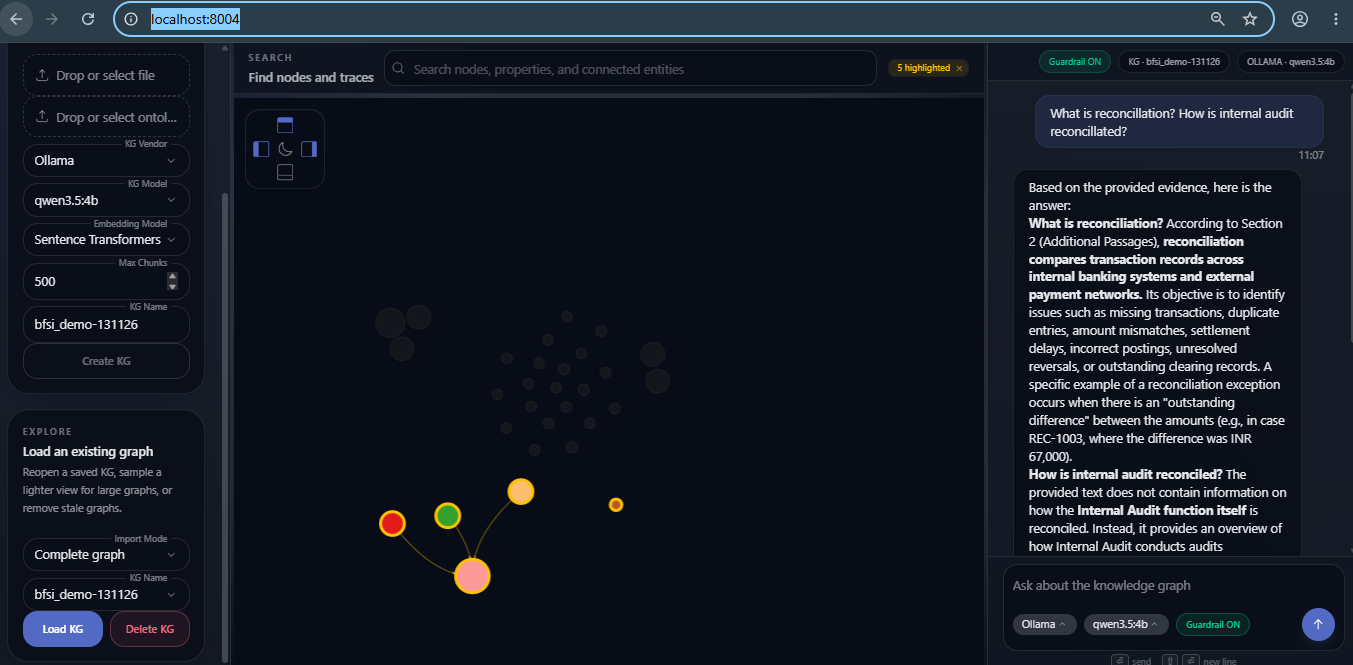 localhost:8004
Drop or select file
Drop or select ontol...
KG Vendor
Ollama
KG Model
qwen3.5:4b
Embedding Model
Sentence Transformers
Max Chunks
500
KG Name
bfsi_demo-131126
Create KG
EXPLORE
Load an existing graph
Reopen a saved KG, sample a
lighter view for large graphs, or
remove stale graphs.
Import Mode
Complete graph
KG Name
bfsi_demo-131126
Load KG
Delete KG
SEARCH
Find nodes and traces
Search nodes, properties, and connected entities
5 highlighted ×
Guardrail ON
KG · bfsi_demo-131126
OLLAMA · qwen3.5:4b
What is reconcillation? How is internal audit
reconcillated?
11:07
Based on the provided evidence, here is the
answer:
What is reconciliation? According to Section
2 (Additional Passages), reconciliation
compares transaction records across
internal banking systems and external
payment networks. Its objective is to identify
issues such as missing transactions, duplicate
entries, amount mismatches, settlement
delays, incorrect postings, unresolved
reversals, or outstanding clearing records. A
specific example of a reconciliation exception
occurs when there is an "outstanding
difference" between the amounts (e.g., in case
REC-1003, where the difference was INR
67,000).
How is internal audit reconciled? The
provided text does not contain information on
how the Internal Audit function itself is
reconciled. Instead, it provides an overview of
how Internal Audit conducts audits
Ask about the knowledge graph
Ollama
qwen3.5:4b
Guardrail ON
send
new line